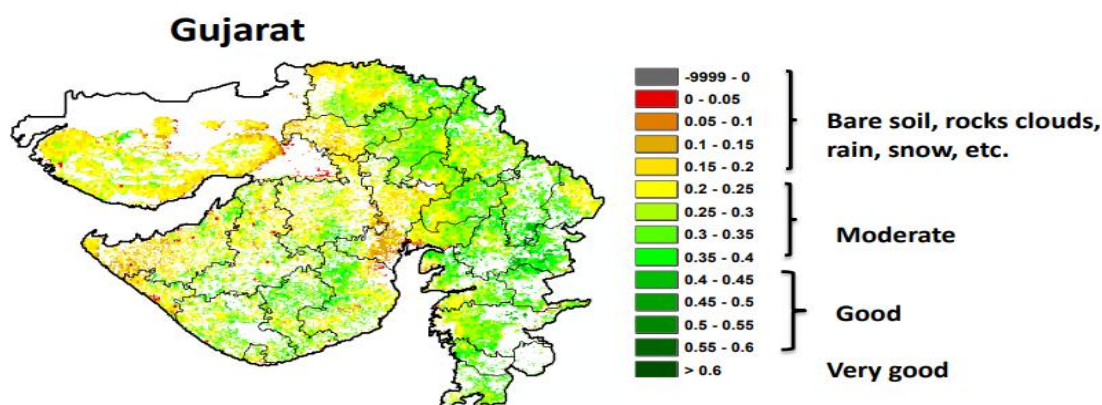 Gujarat
-9999 - 0
0 - 0.05
0.05 - 0.1
0.1 - 0.15
0.15 - 0.2
0.2 - 0.25
0.25 - 0.3
0.3 - 0.35
0.35 - 0.4
0.4 - 0.45
0.45 - 0.5
0.5 - 0.55
0.55 - 0.6
> 0.6
Bare soil, rocks clouds,
rain, snow, etc.
Moderate
Good
Very good